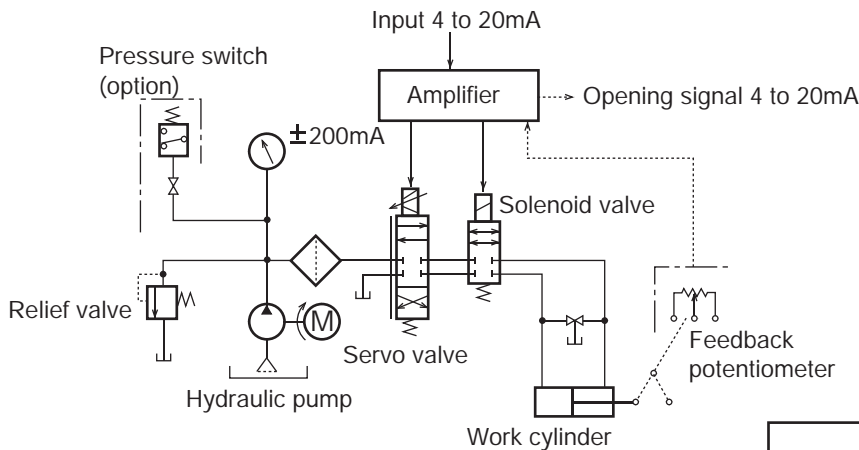 Input 4 to 20mA
Pressure switch
(option)
Amplifier
Opening signal 4 to 20mA
±200mA
Solenoid valve
Relief valve
M
Servo valve
Feedback
potentiometer
Hydraulic pump
Work cylinder